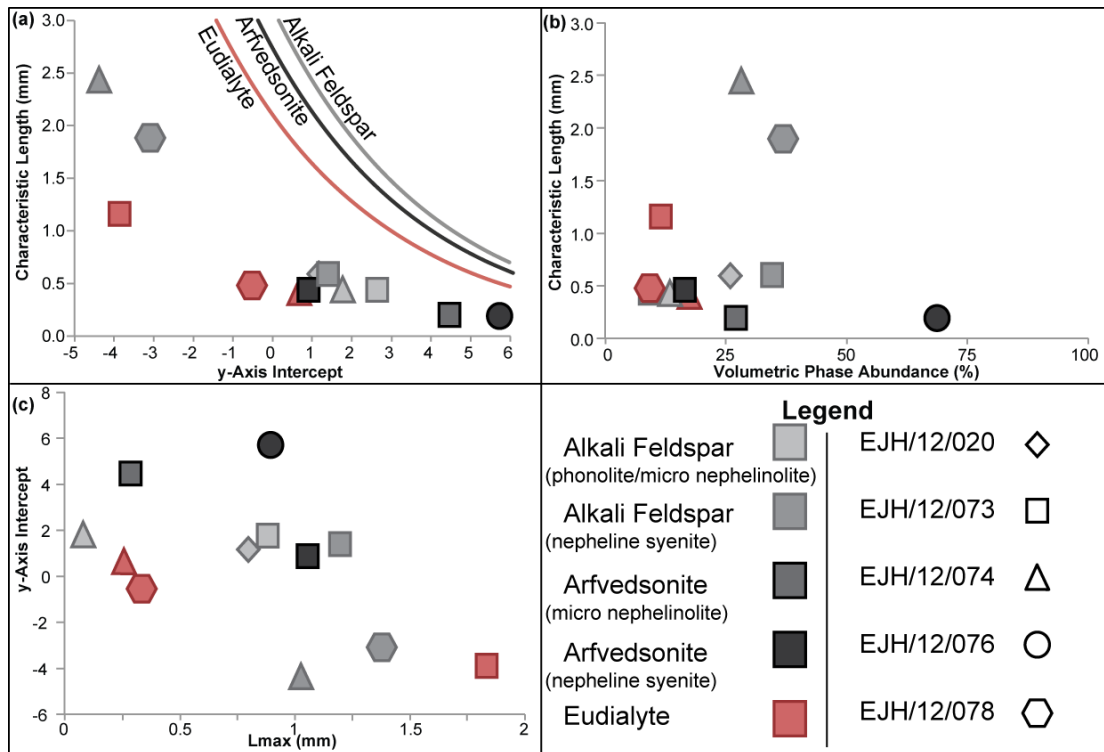 (a)
3.0
2.5
2.0
1.5
1.0
0.5
0.0
Characteristic Length (mm)
Eudialyte
Arfvedsonite
Alkali Feldspar
-5 -4 -3 -2 -1 0 1 2 3 4 5 6
y-Axis Intercept
(b)
3.0
2.5
2.0
1.5
1.0
0.5
0.0
Characteristic Length (mm)
0 25 50 75 100
Volumetric Phase Abundance (%)
(c)
8
6
4
2
0
-2
-4
-6
y-Axis Intercept
0 0.5 1 1.5 2
Lmax (mm)
Legend
Alkali Feldspar
(phonolite/micro nephelinolite)
Alkali Feldspar
(nepheline syenite)
Arfvedsonite
(micro nephelinolite)
Arfvedsonite
(nepheline syenite)
Eudialyte
EJH/12/020
EJH/12/073
EJH/12/074
EJH/12/076
EJH/12/078